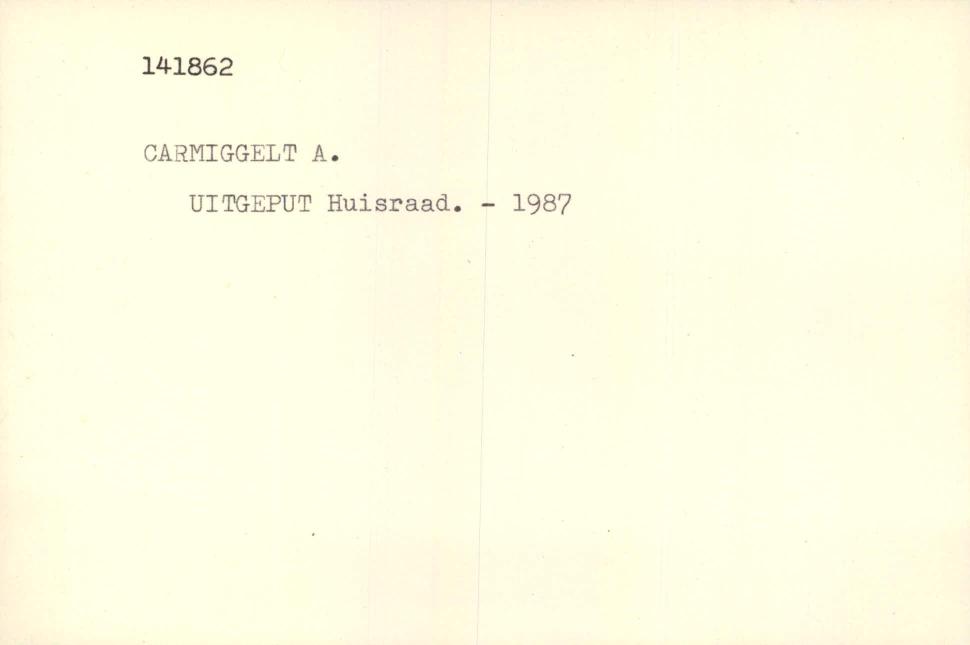 141862
CARMIGGELT A.
UITGEPUT Huisraad. - 1987